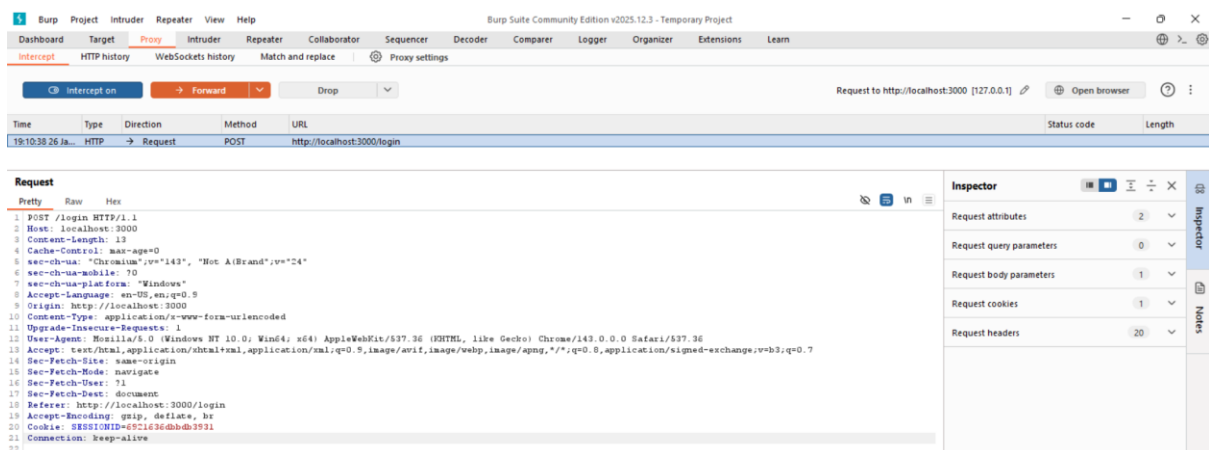 Burp Project Intruder Repeater View Help Burp Suite Community Edition v2025.12.3 - Temporary Project
Dashboard Target Proxy Intruder Repeater Collaborator Sequencer Decoder Comparer Logger Organizer Extensions Learn
Intercept HTTP history WebSockets history Match and replace Proxy settings
Intercept on Forward Drop Request to http://localhost:3000 [127.0.0.1] Open browser
Time Type Direction Method URL Status code Length
19:10:38 26 Ja... HTTP → Request POST http://localhost:3000/login
Request
Pretty Raw Hex \n
1 POST /login HTTP/1.1
2 Host: localhost:3000
3 Content-Length: 13
4 Cache-Control: max-age=0
5 sec-ch-ua: "Chromium";v="143", "Not A(Brand";v="24"
6 sec-ch-ua-mobile: ?0
7 sec-ch-ua-platform: "Windows"
8 Accept-Language: en-US,en;q=0.9
9 Origin: http://localhost:3000
10 Content-Type: application/x-www-form-urlencoded
11 Upgrade-Insecure-Requests: 1
12 User-Agent: Mozilla/5.0 (Windows NT 10.0; Win64; x64) AppleWebKit/537.36 (KHTML, like Gecko) Chrome/143.0.0.0 Safari/537.36
13 Accept: text/html,application/xhtml+xml,application/xml;q=0.9,image/avif,image/webp,image/apng,*/*;q=0.8,application/signed-exchange;v=b3;q=0.7
14 Sec-Fetch-Site: same-origin
15 Sec-Fetch-Mode: navigate
16 Sec-Fetch-User: ?1
17 Sec-Fetch-Dest: document
18 Referer: http://localhost:3000/login
19 Accept-Encoding: gzip, deflate, br
20 Cookie: SESSIONID=6921636dbbdb3931
21 Connection: keep-alive
22
Inspector
Request attributes 2
Request query parameters 0
Request body parameters 1
Request cookies 1
Request headers 20
Inspector
Notes